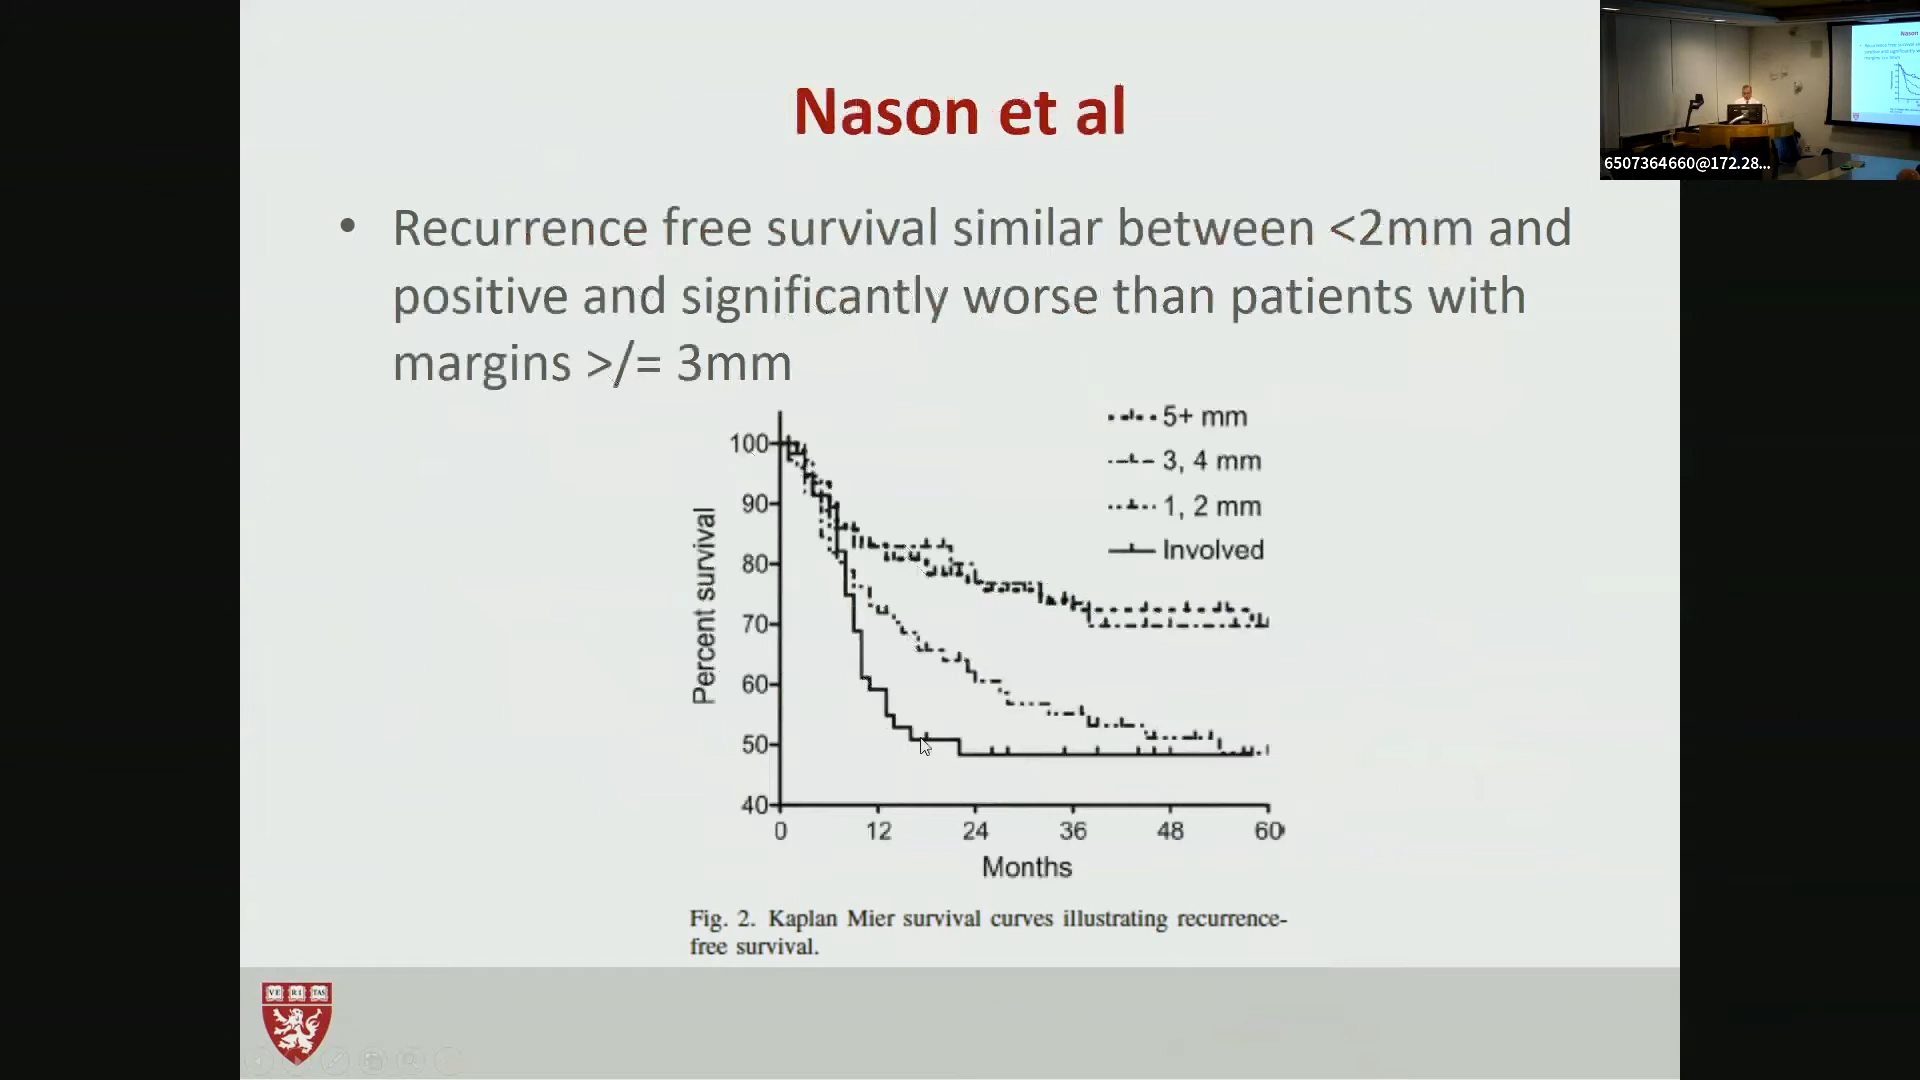 Nason et al
• Recurrence free survival similar between <2mm and
positive and significantly worse than patients with
margins >/= 3mm
5+ mm
3, 4 mm
1, 2 mm
Involved
Percent survival
100
90
80
70
60
50
40
0 12 24 36 48 60
Months
Fig. 2. Kaplan Mier survival curves illustrating recurrence-
free survival.
VE RI TAS
6507364660@172.28...
Nason